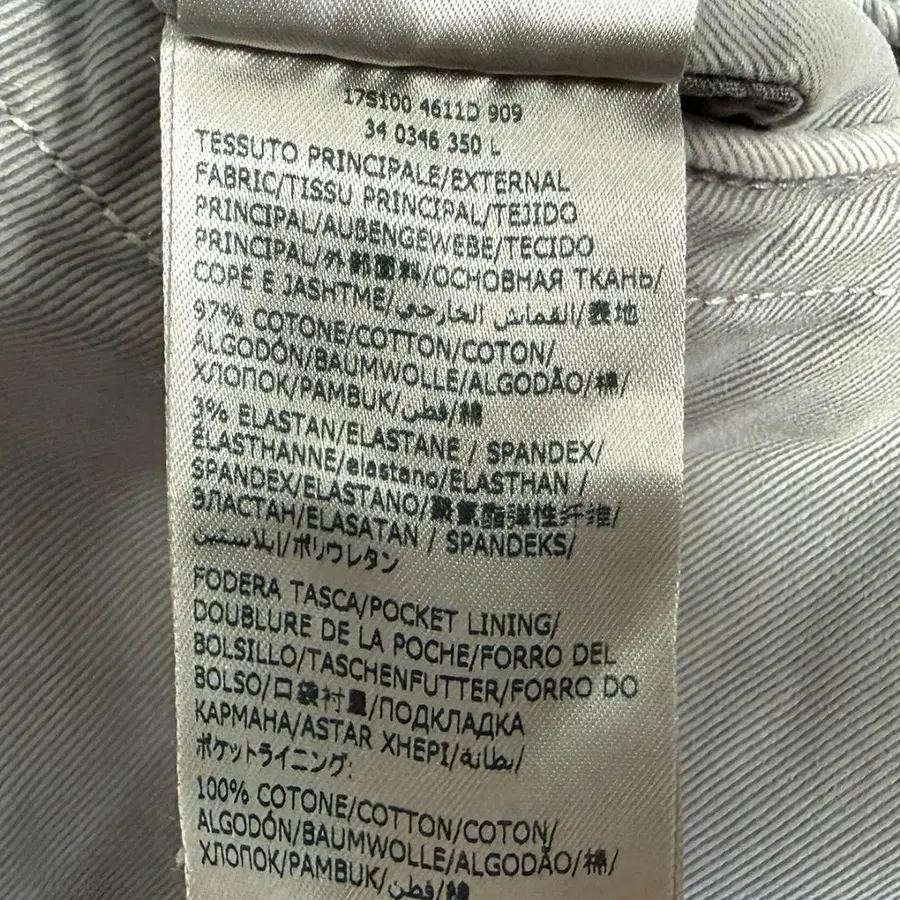 17S100 4611D 909
34 0346 350 L
TESSUTO PRINCIPALE/EXTERNAL
FABRIC/TISSU PRINCIPAL/TEJIDO
PRINCIPAL/AUßENGEWEBE/TECIDO
PRINCIPAL/外部面料/ОСНОВНАЯ ТКАНЬ/
COPË E JASHTME/القماش الخارجي/表地
97% COTONE/COTTON/COTON/
ALGODÓN/BAUMWOLLE/ALGODÃO/棉/
ХЛОПОК/PAMBUK/قطن/綿
3% ELASTAN/ELASTANE / SPANDEX/
ÉLASTHANNE/elastano/ELASTHAN /
SPANDEX/ELASTANO/聚氨酯弹性纤维/
ЭЛАСТАН/ELASATAN / SPANDEKS/
إيلاستين/ポリウレタン
FODERA TASCA/POCKET LINING/
DOUBLURE DE LA POCHE/FORRO DEL
BOLSILLO/TASCHENFUTTER/FORRO DO
BOLSO/口袋衬里/ПОДКЛАДКА
КАРМАНА/ASTAR XHEPI/بطانة/
ポケットライニング:
100% COTONE/COTTON/COTON/
ALGODÓN/BAUMWOLLE/ALGODÃO/棉/
ХЛОПОК/PAMBUK/قطن/綿